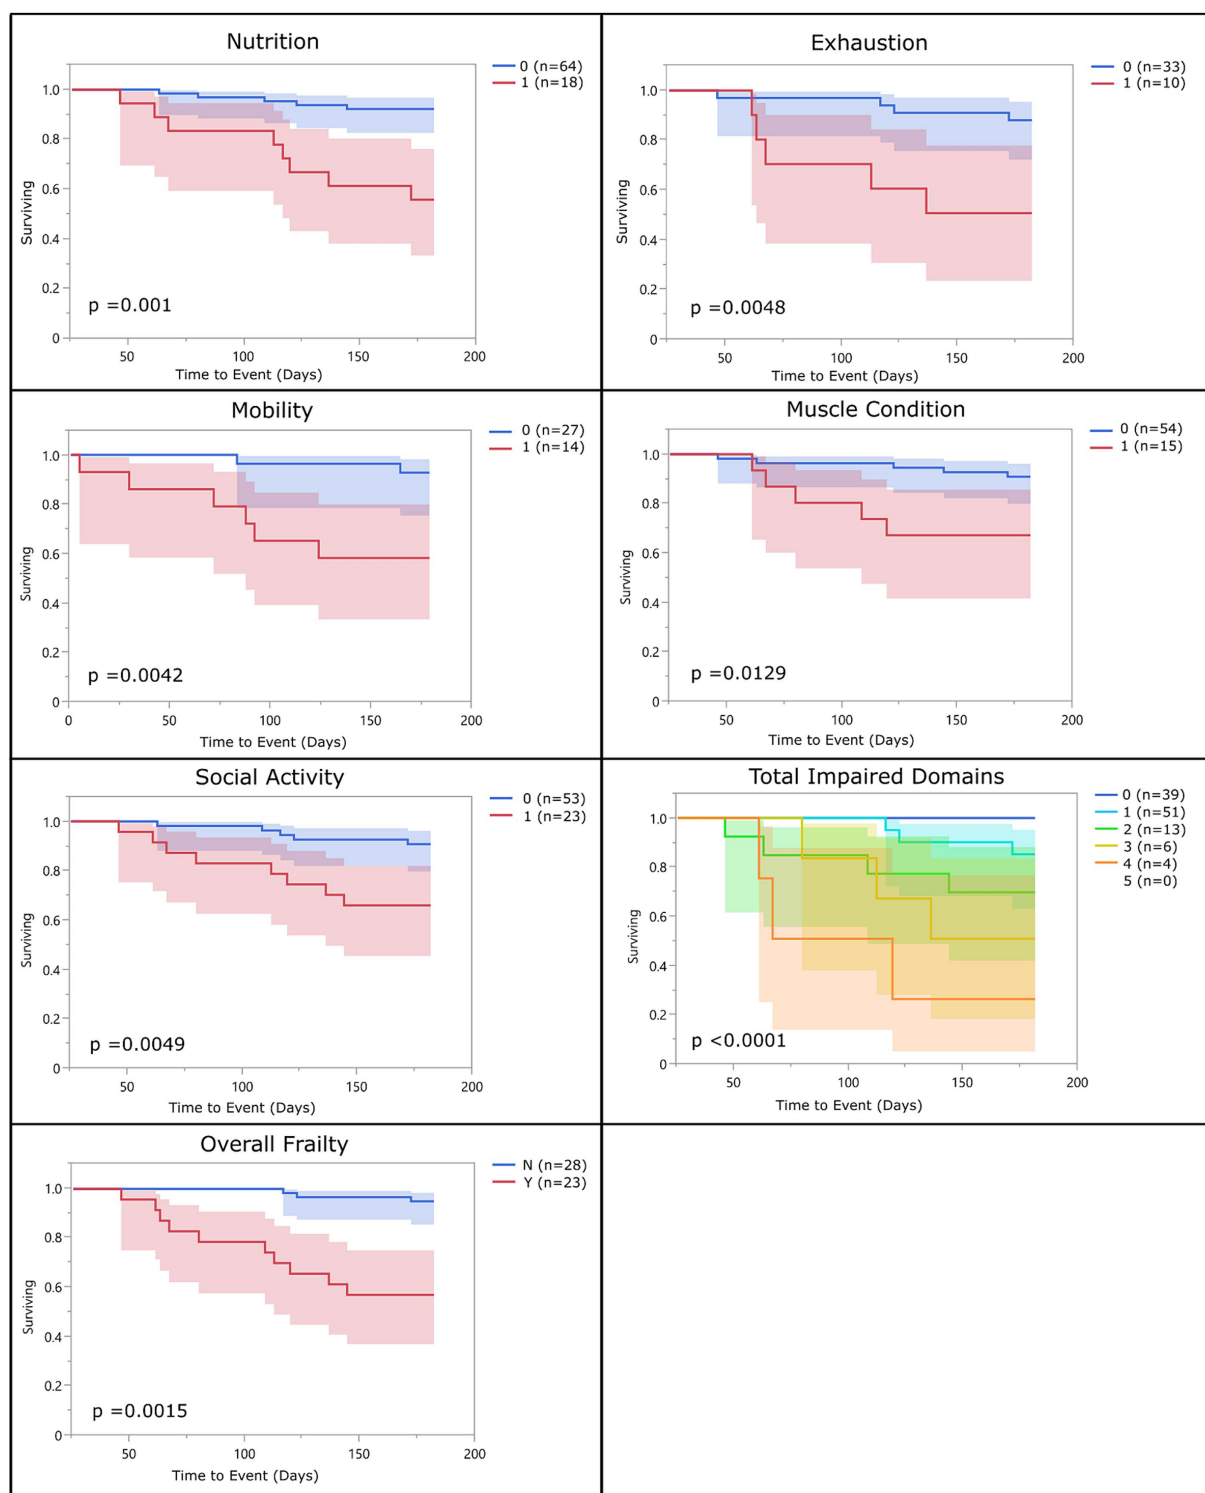 Nutrition
0 (n=64)
1 (n=18)
1.0
0.8
0.6
0.4
0.2
0
Surviving
p =0.001
50 100 150 200
Time to Event (Days)
Exhaustion
0 (n=33)
1 (n=10)
1.0
0.8
0.6
0.4
0.2
0
Surviving
p =0.0048
50 100 150 200
Time to Event (Days)
Mobility
0 (n=27)
1 (n=14)
1.0
0.8
0.6
0.4
0.2
0
Surviving
p =0.0042
0 50 100 150 200
Time to Event (Days)
Muscle Condition
0 (n=54)
1 (n=15)
1.0
0.8
0.6
0.4
0.2
0
Surviving
p =0.0129
50 100 150 200
Time to Event (Days)
Social Activity
0 (n=53)
1 (n=23)
1.0
0.8
0.6
0.4
0.2
0
Surviving
p =0.0049
50 100 150 200
Time to Event (Days)
Total Impaired Domains
0 (n=39)
1 (n=51)
2 (n=13)
3 (n=6)
4 (n=4)
5 (n=0)
1.0
0.8
0.6
0.4
0.2
0
Surviving
p <0.0001
50 100 150 200
Time to Event (Days)
Overall Frailty
N (n=28)
Y (n=23)
1.0
0.8
0.6
0.4
0.2
0
Surviving
p =0.0015
50 100 150 200
Time to Event (Days)